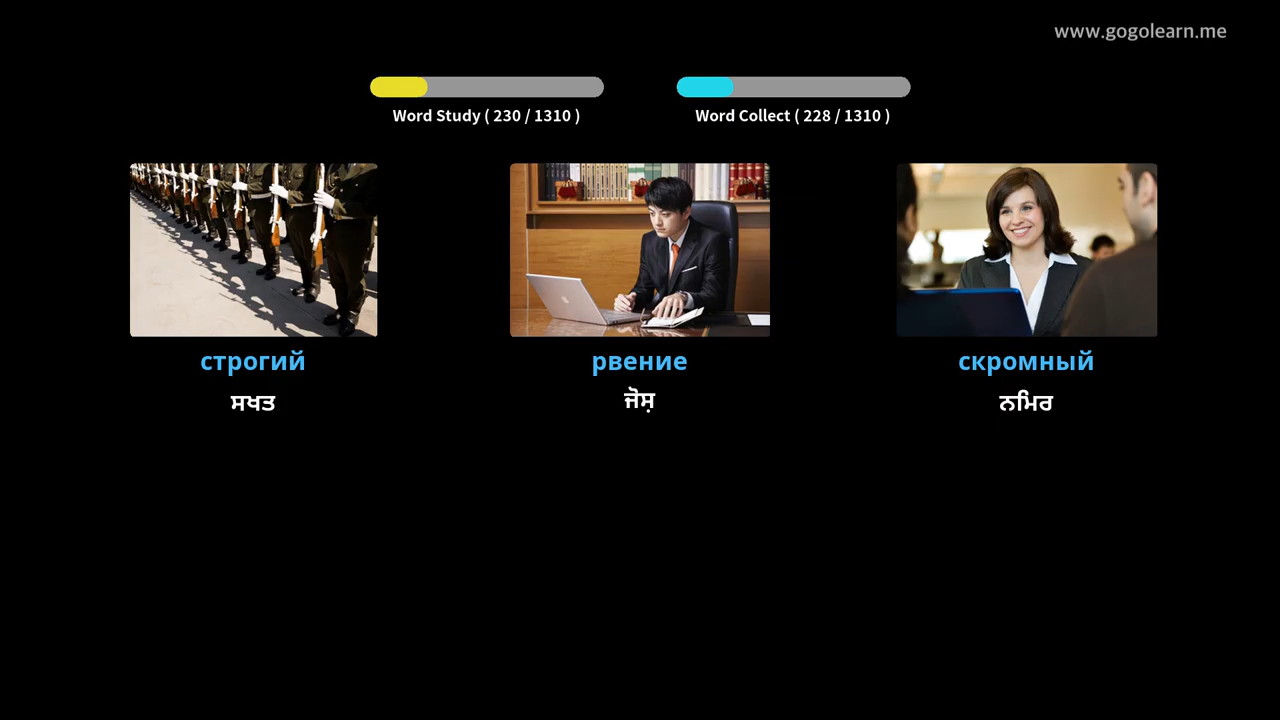 www.gogolearn.me
Word Study ( 230 / 1310 )
Word Collect ( 228 / 1310 )
строгий
рвение
скромный
ਸਖਤ
ਜੋਸ਼
ਨਮਿਰ